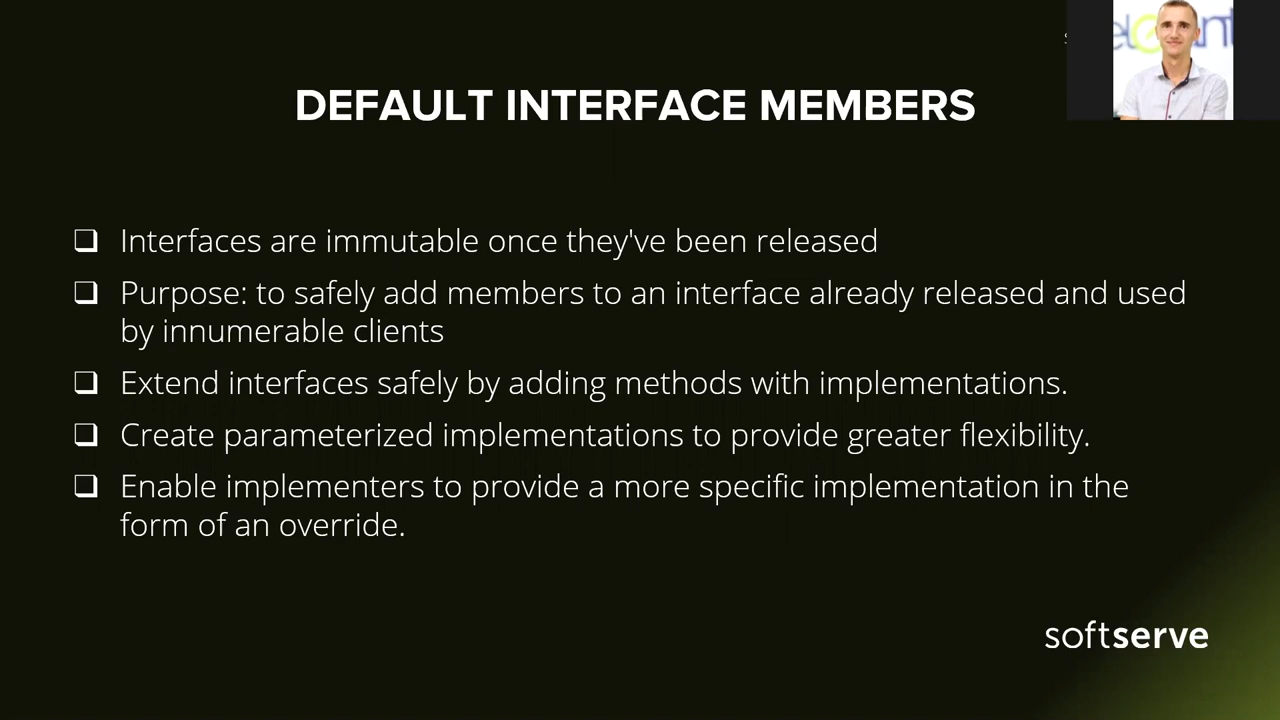 DEFAULT INTERFACE MEMBERS
❑ Interfaces are immutable once they've been released
❑ Purpose: to safely add members to an interface already released and used
by innumerable clients
❑ Extend interfaces safely by adding methods with implementations.
❑ Create parameterized implementations to provide greater flexibility.
❑ Enable implementers to provide a more specific implementation in the
form of an override.
softserve